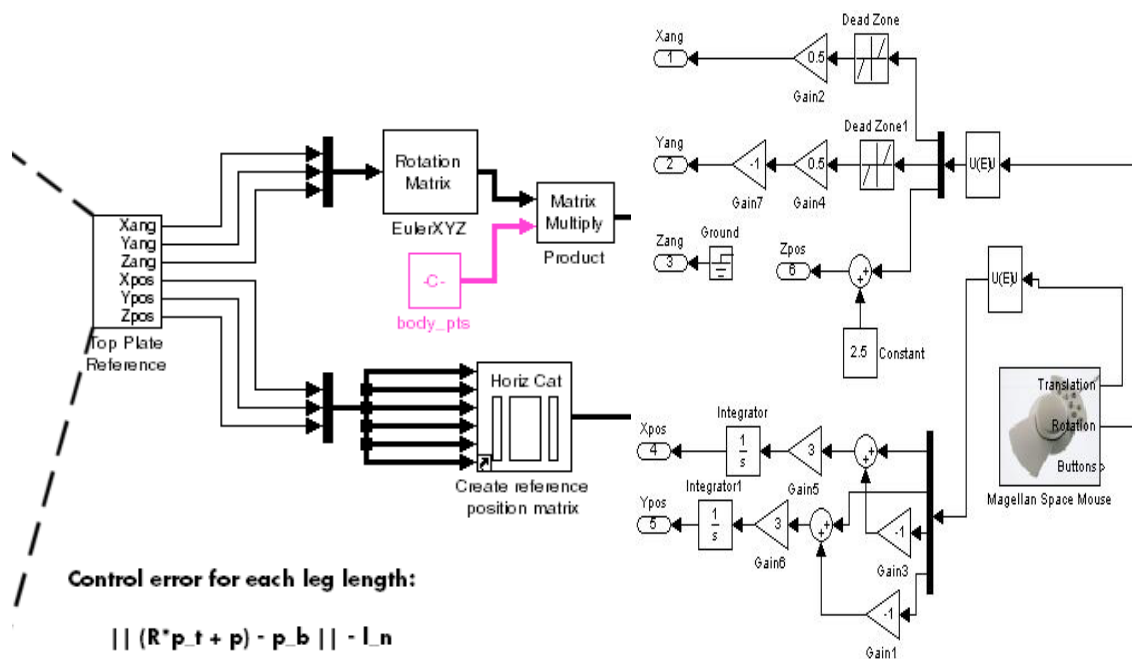 Xang
Yang
Zang
Xpos
Ypos
Zpos
Top Plate
Reference
Rotation
Matrix
EulerXYZ
-C-
body_pts
Matrix
Multiply
Product
Horiz Cat
Create reference
position matrix
Control error for each leg length:
|| (R*p_t + p) - p_b || - l_n
Xang
1
0.5
Gain2
Dead Zone
Yang
2
-1
Gain7
0.5
Gain4
Dead Zone1
U(E)U
Zang
3
Ground
Zpos
6
+
+
2.5
Constant
U(E)U
Translation
Rotation
Buttons
Magellan Space Mouse
Xpos
4
Integrator
1
s
3
Gain5
+
+
-1
Gain3
Ypos
5
Integrator1
1
s
3
Gain6
+
+
-1
Gain1